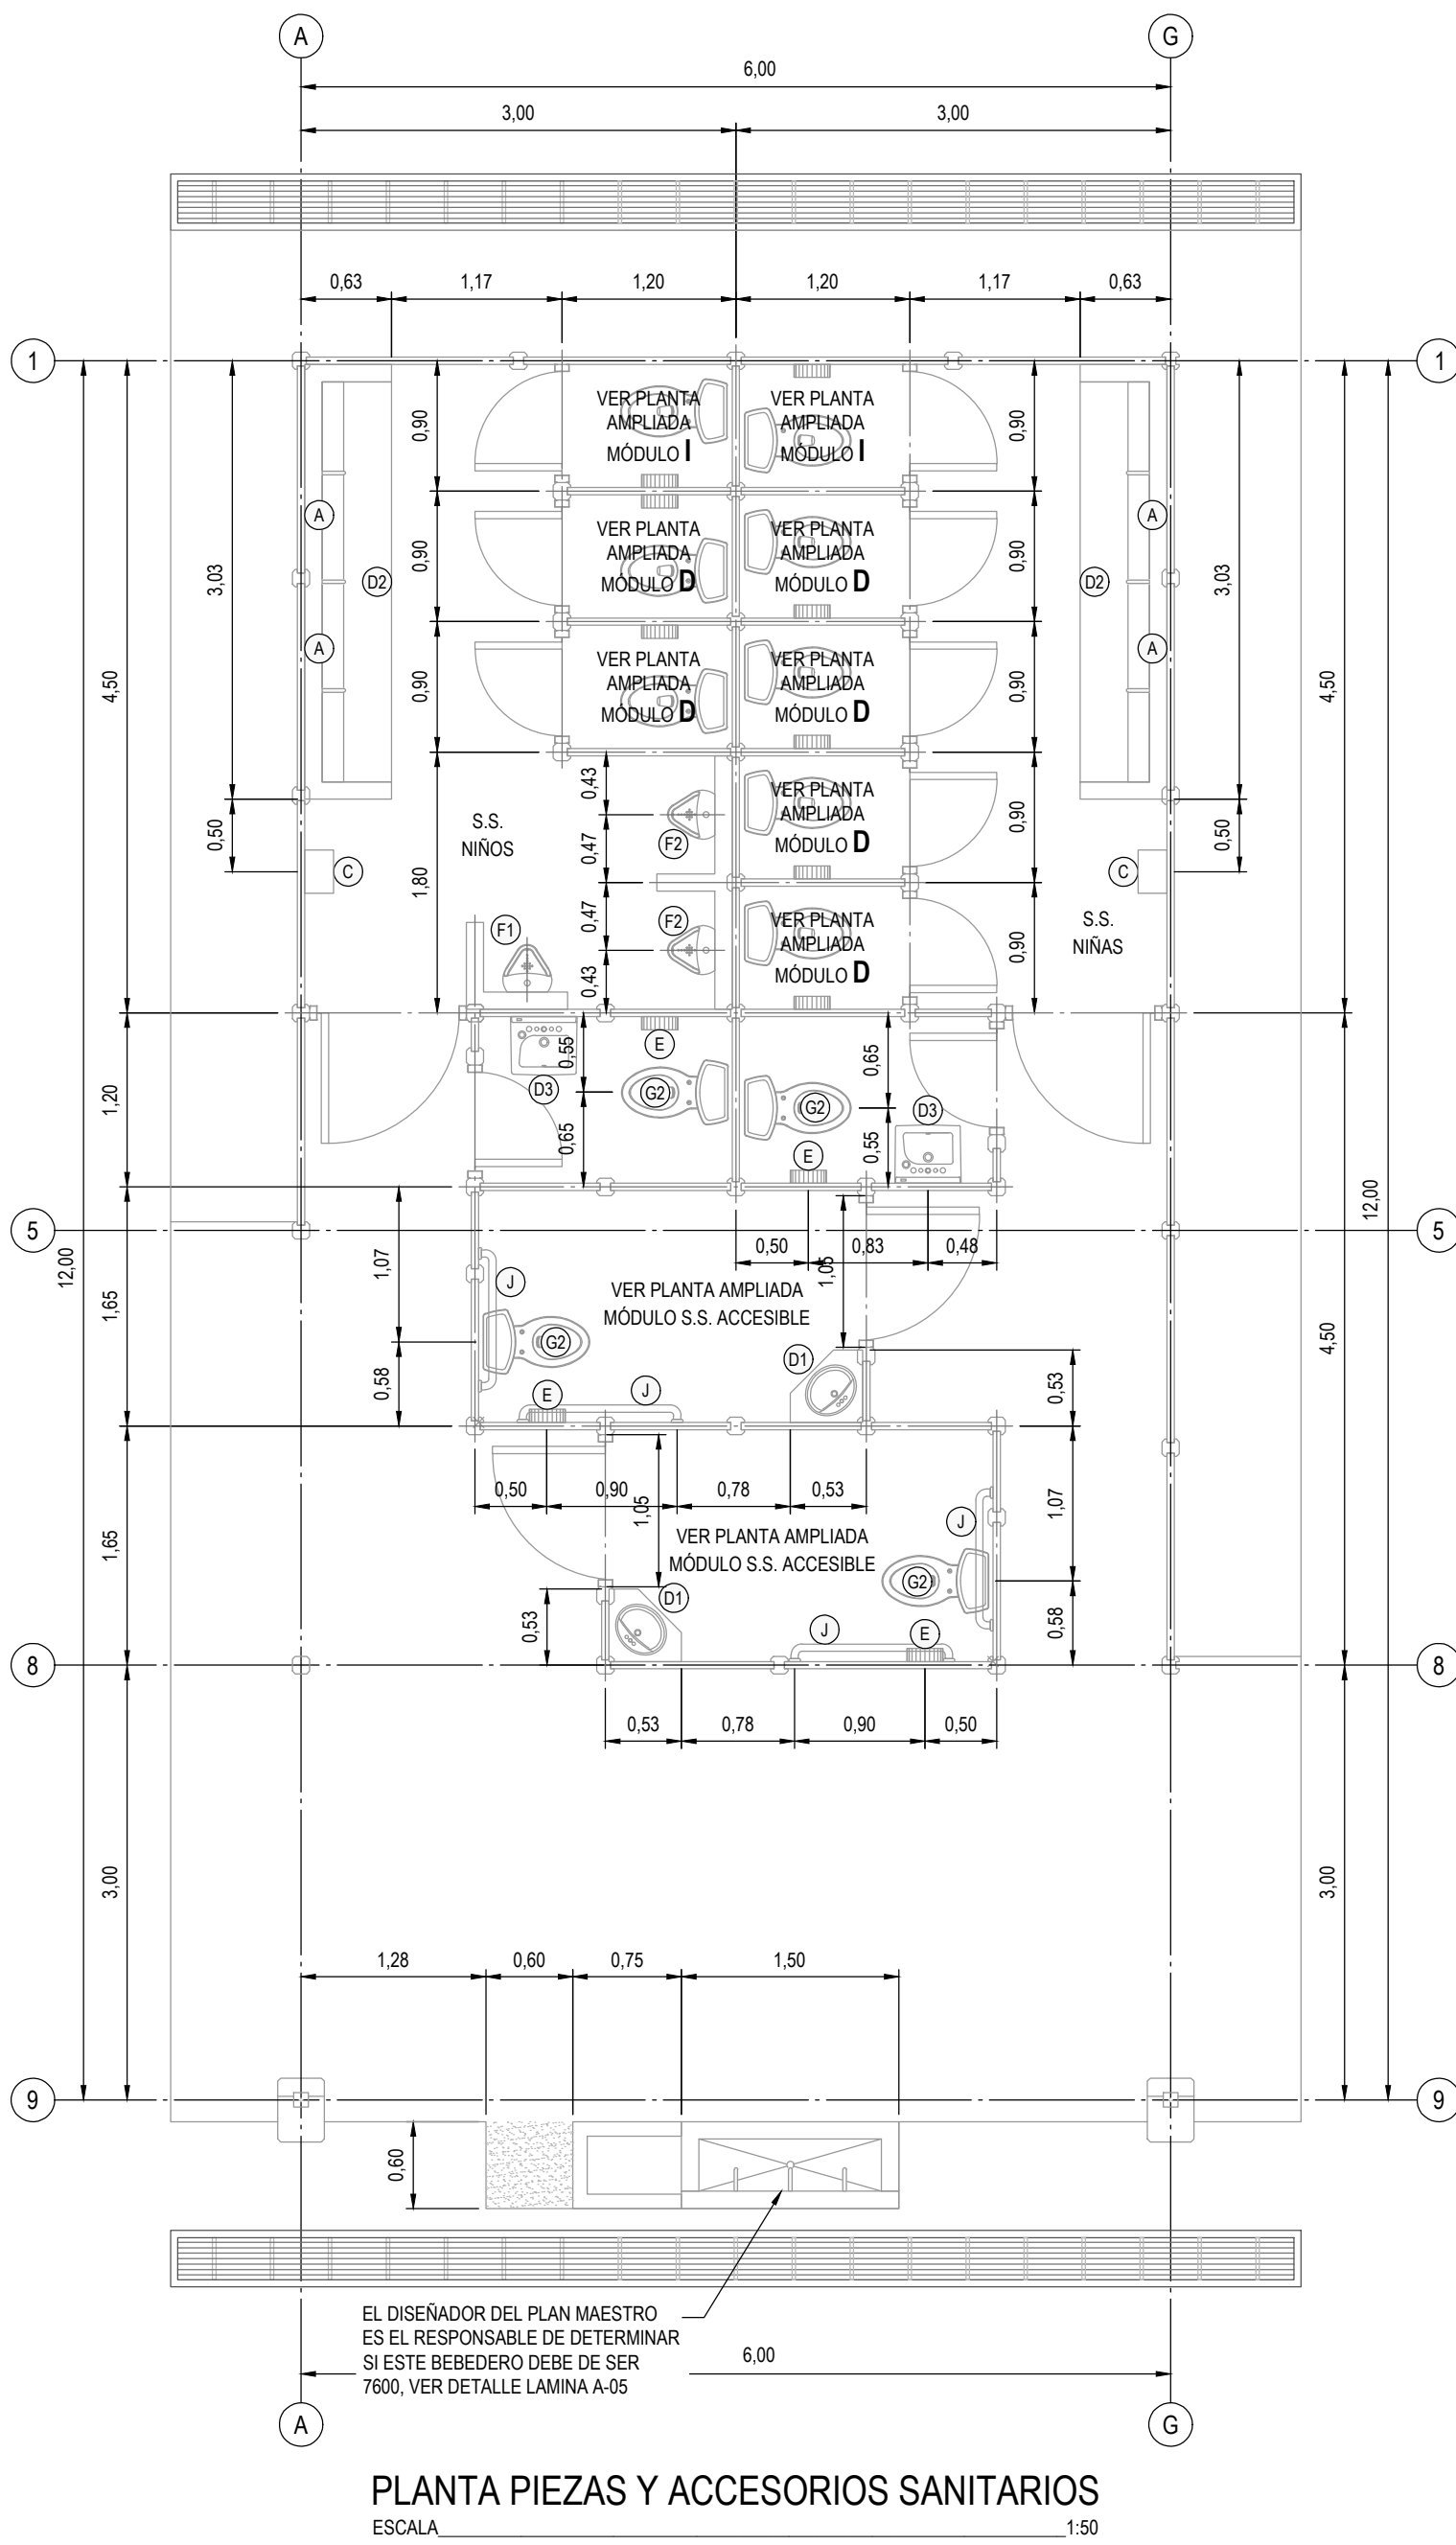 A
G
6,00
3,00
3,00
0,63
1,17
1,20
1,20
1,17
0,63
1
1
VER PLANTA
AMPLIADA
MÓDULO I
VER PLANTA
AMPLIADA
MÓDULO I
0,90
0,90
A
A
D2
D2
VER PLANTA
AMPLIADA
MÓDULO D
VER PLANTA
AMPLIADA
MÓDULO D
0,90
0,90
3,03
3,03
A
A
VER PLANTA
AMPLIADA
MÓDULO D
VER PLANTA
AMPLIADA
MÓDULO D
0,90
0,90
4,50
4,50
0,43
VER PLANTA
AMPLIADA
MÓDULO D
0,90
0,50
0,50
S.S.
NIÑOS
F2
0,47
C
C
1,80
0,47
F2
F1
VER PLANTA
AMPLIADA
MÓDULO D
0,90
S.S.
NIÑAS
0,43
0,55
E
0,65
D3
G2
G2
D3
1,20
0,65
0,55
E
12,00
12,00
5
5
0,50
0,83
0,48
1,07
1,05
J
VER PLANTA AMPLIADA
MÓDULO S.S. ACCESIBLE
1,65
G2
D1
4,50
0,58
E
J
0,53
0,50
0,90
0,78
0,53
1,05
1,07
J
VER PLANTA AMPLIADA
MÓDULO S.S. ACCESIBLE
1,65
G2
D1
0,53
J
E
0,58
8
8
0,53
0,78
0,90
0,50
3,00
3,00
1,28
0,60
0,75
1,50
9
9
0,60
EL DISEÑADOR DEL PLAN MAESTRO
ES EL RESPONSABLE DE DETERMINAR
SI ESTE BEBEDERO DEBE DE SER
7600, VER DETALLE LAMINA A-05
6,00
A
G
PLANTA PIEZAS Y ACCESORIOS SANITARIOS
ESCALA 1:50